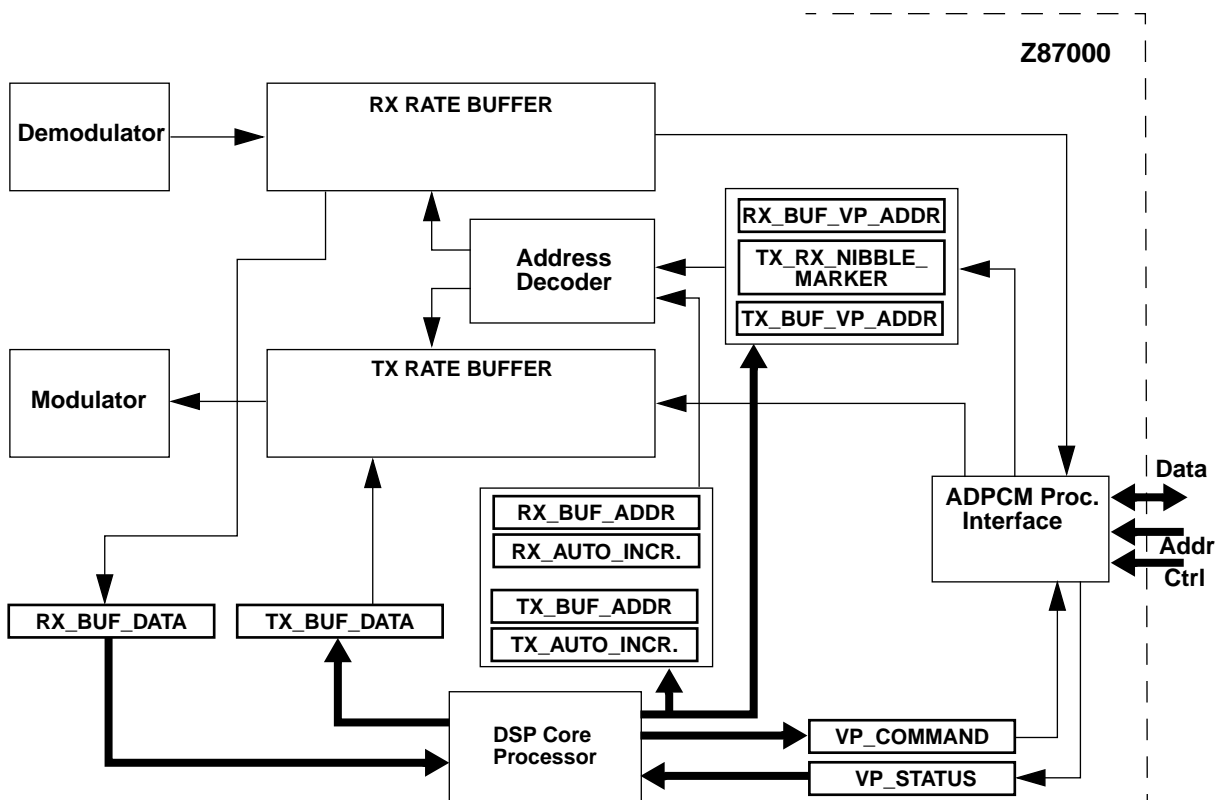 Z87000
RX RATE BUFFER
Demodulator
RX_BUF_VP_ADDR
TX_RX_NIBBLE_
MARKER
TX_BUF_VP_ADDR
Address
Decoder
TX RATE BUFFER
Modulator
Data
ADPCM Proc.
Interface
Addr
Ctrl
RX_BUF_ADDR
RX_AUTO_INCR.
TX_BUF_ADDR
TX_AUTO_INCR.
RX_BUF_DATA
TX_BUF_DATA
DSP Core
Processor
VP_COMMAND
VP_STATUS